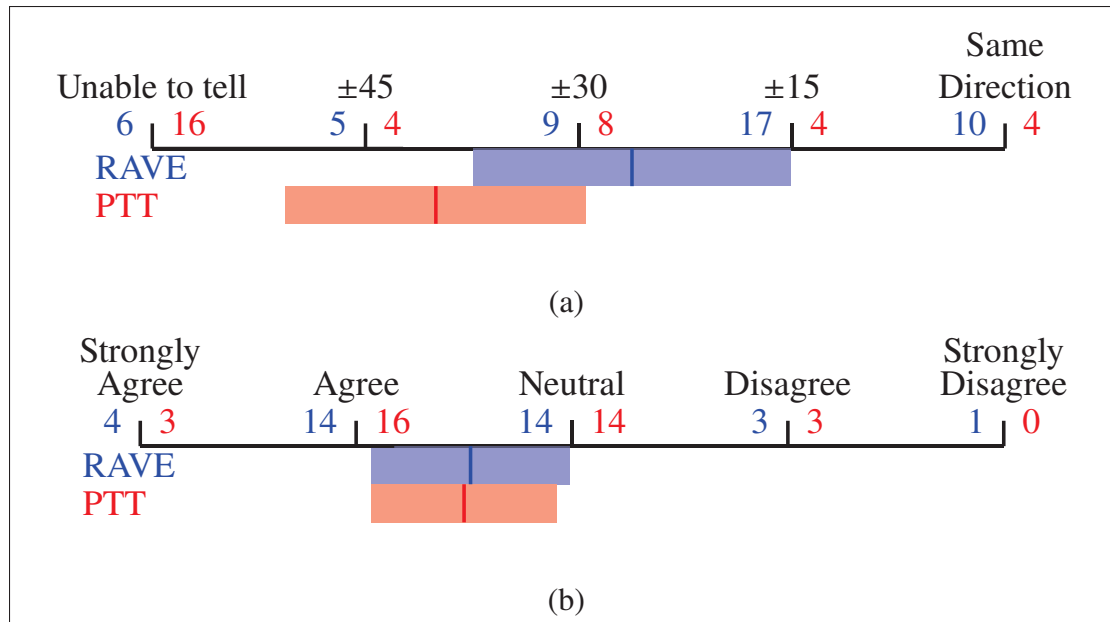 Same
Unable to tell ±45 ±30 ±15 Direction
6 16 5 4 9 8 17 4 10 4
RAVE
PTT
(a)
Strongly Strongly
Agree Agree Neutral Disagree Disagree
4 3 14 16 14 14 3 3 1 0
RAVE
PTT
(b)